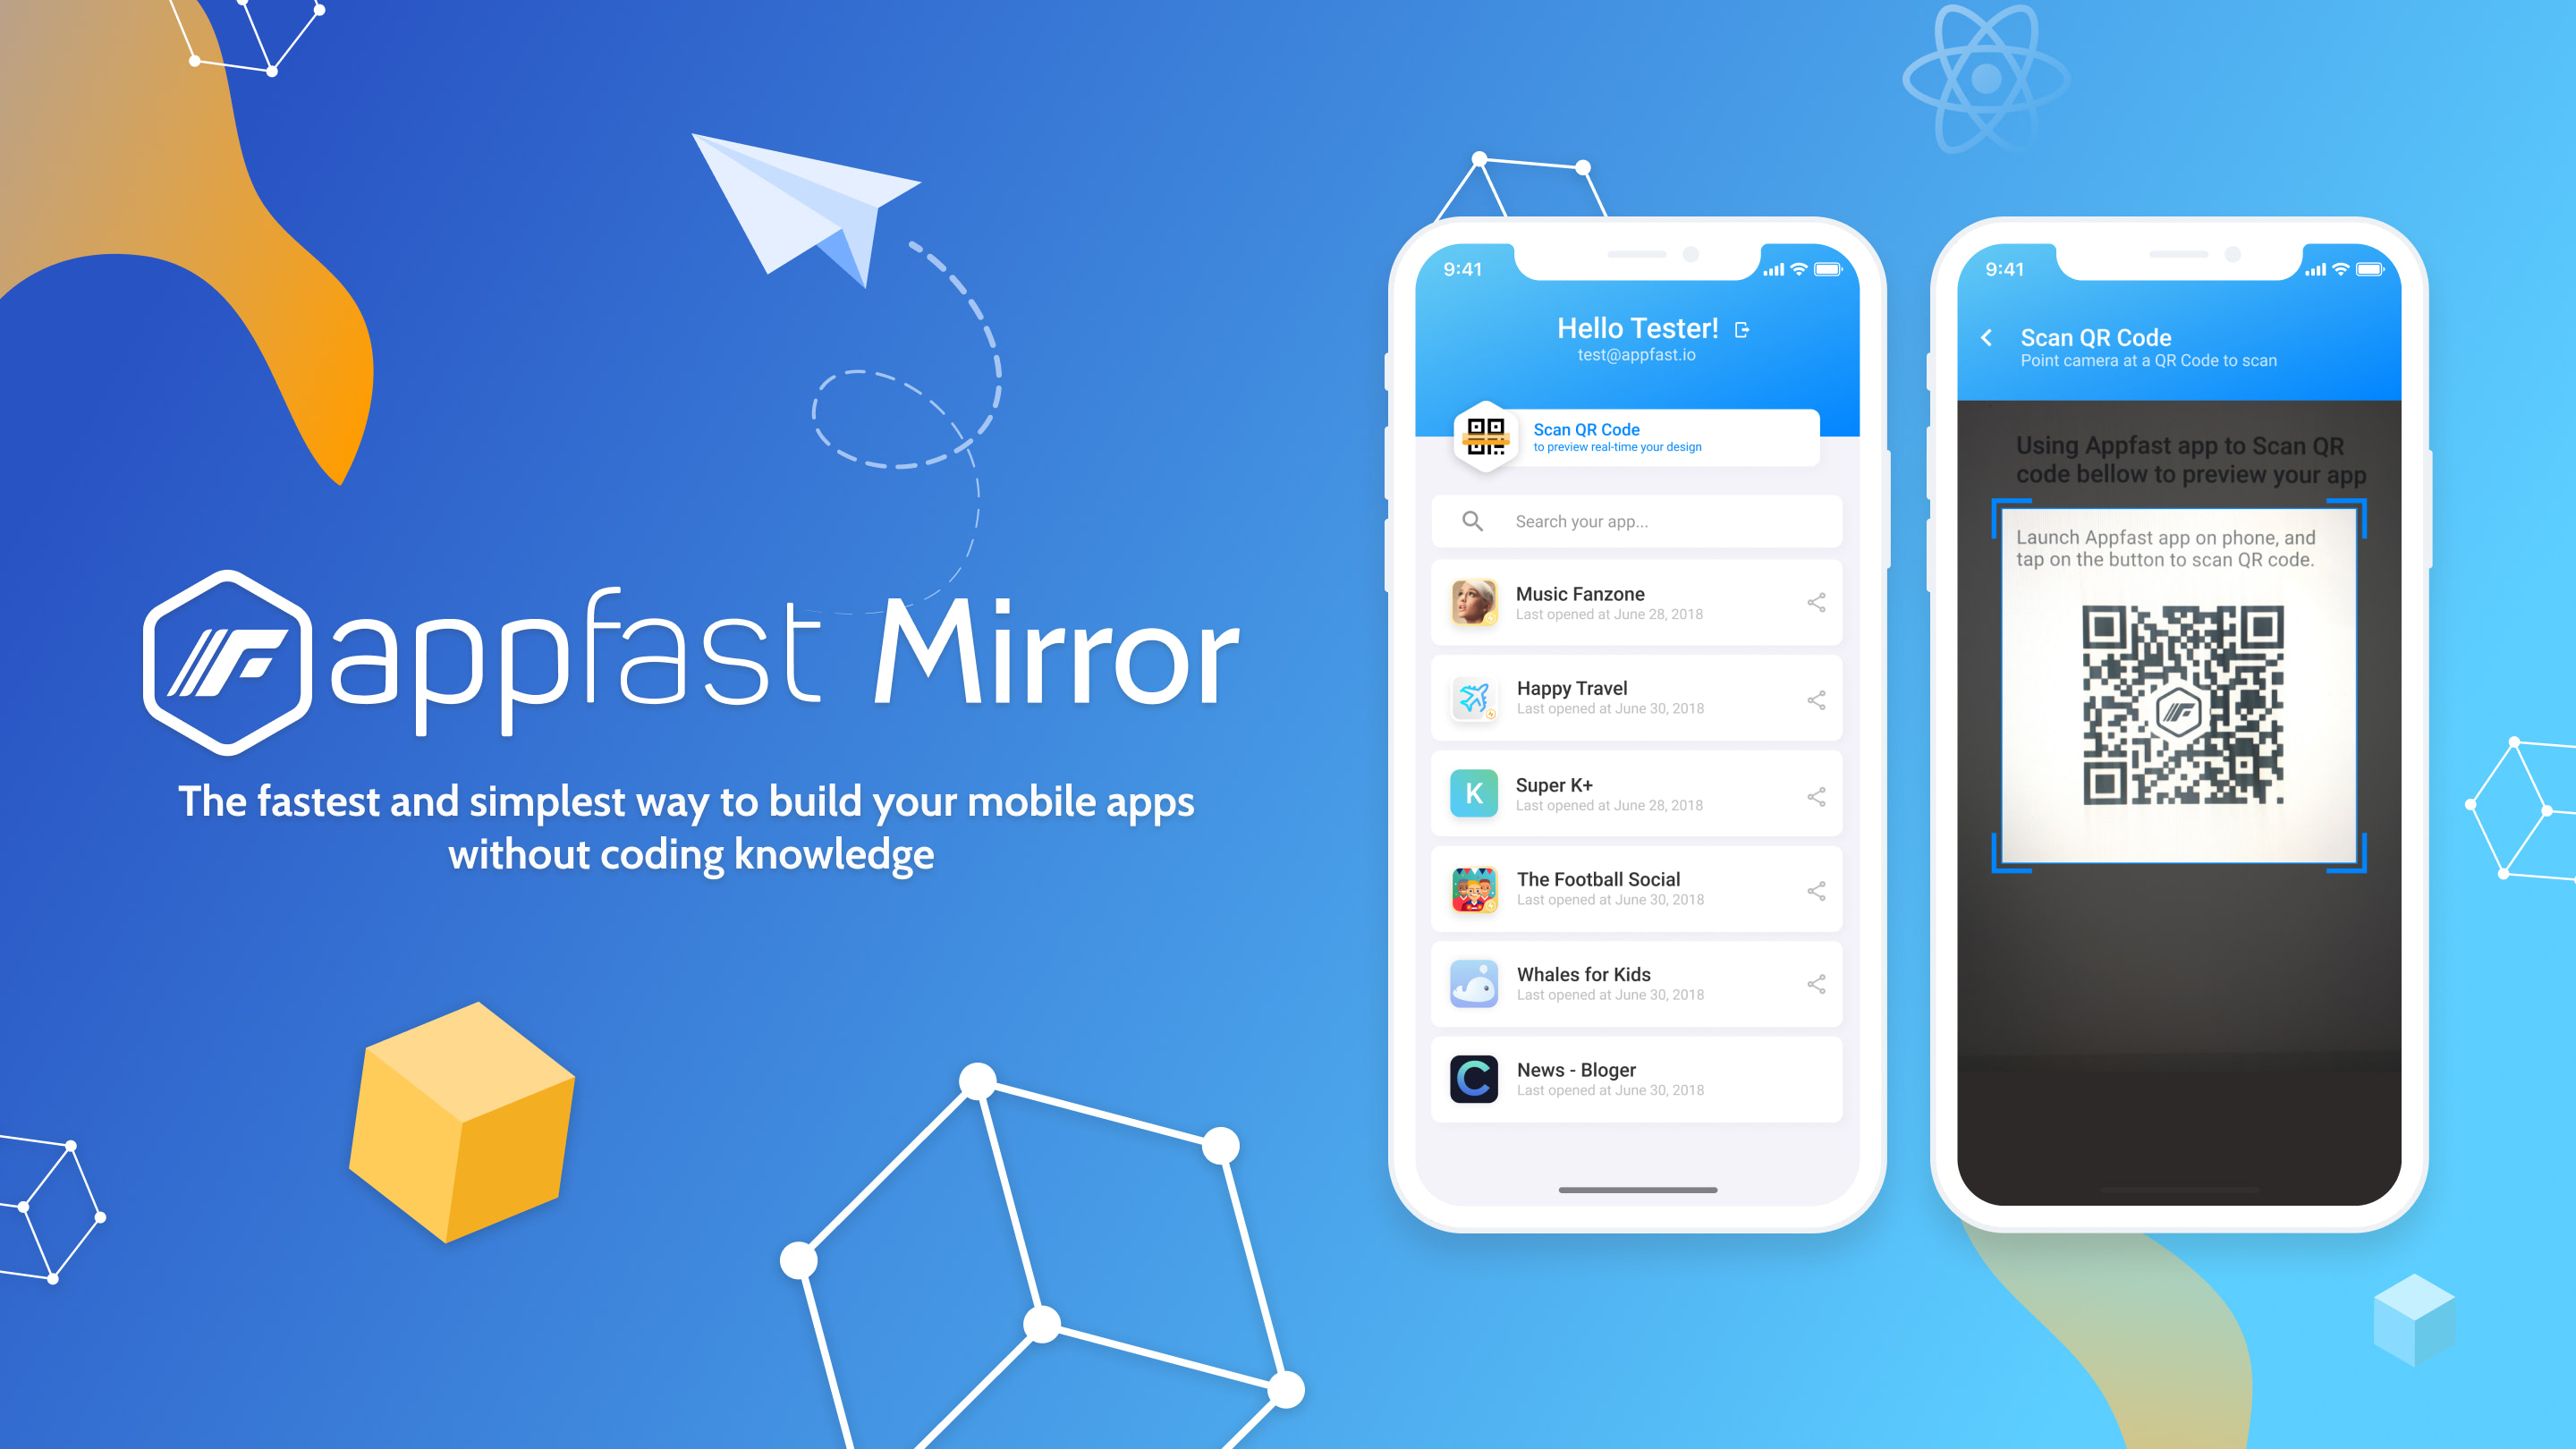 appfast Mirror
The fastest and simplest way to build your mobile apps
without coding knowledge
9:41
Hello Tester!
test@appfast.io
Scan QR Code
to preview real-time your design
Search your app...
Music Fanzone
Last opened at June 28, 2018
Happy Travel
Last opened at June 30, 2018
K
Super K+
Last opened at June 28, 2018
The Football Social
Last opened at June 30, 2018
Whales for Kids
Last opened at June 30, 2018
C
News - Bloger
Last opened at June 30, 2018
9:41
Scan QR Code
Point camera at a QR Code to scan
Using Appfast app to Scan QR
code bellow to preview your app
Launch Appfast app on phone, and
tap on the button to scan QR code.